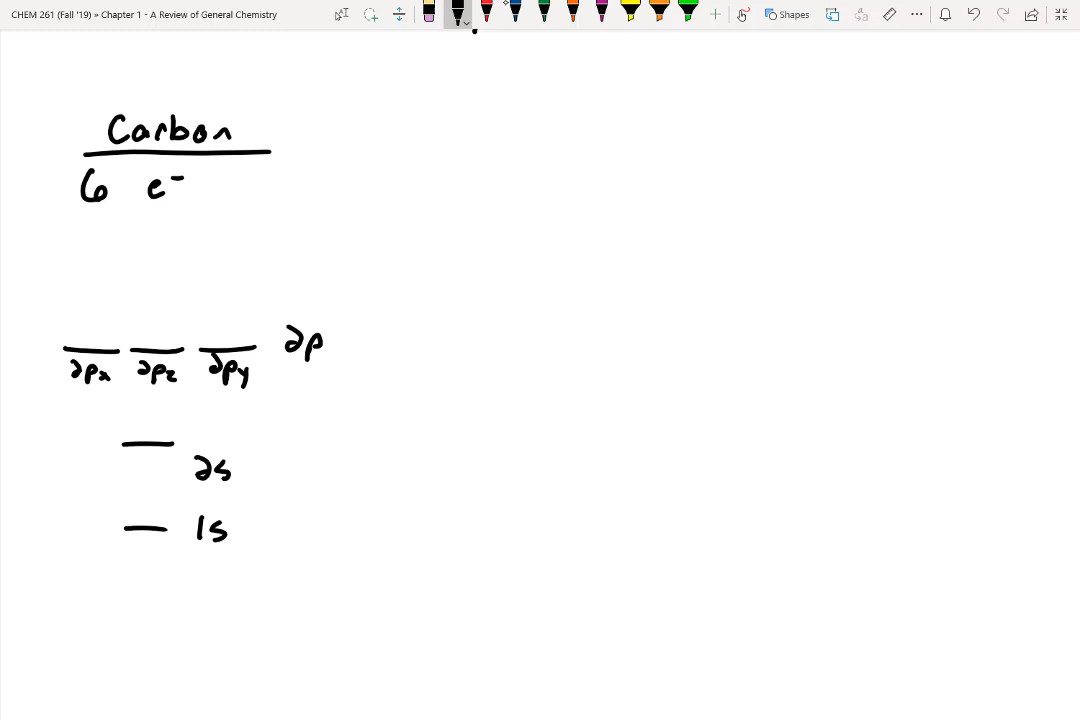 CHEM 261 (Fall '19) » Chapter 1 - A Review of General Chemistry
Shapes
Carbon
6 e⁻
2p
2px 2pz 2py
2s
1s